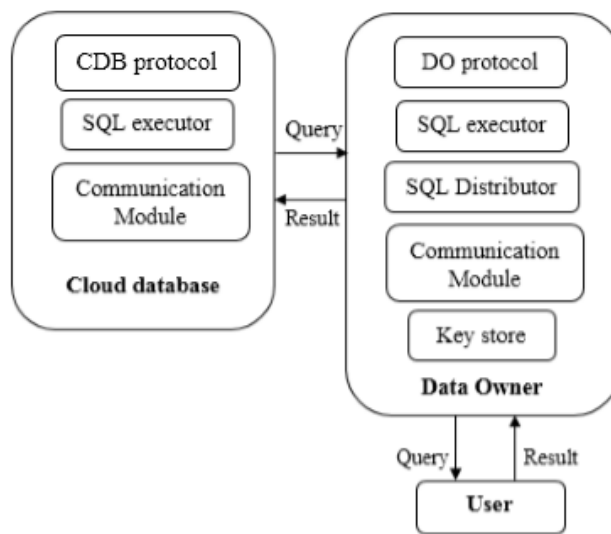 CDB protocol
SQL executor
Communication
Module
Cloud database
Query
Result
DO protocol
SQL executor
SQL Distributor
Communication
Module
Key store
Data Owner
Query
Result
User